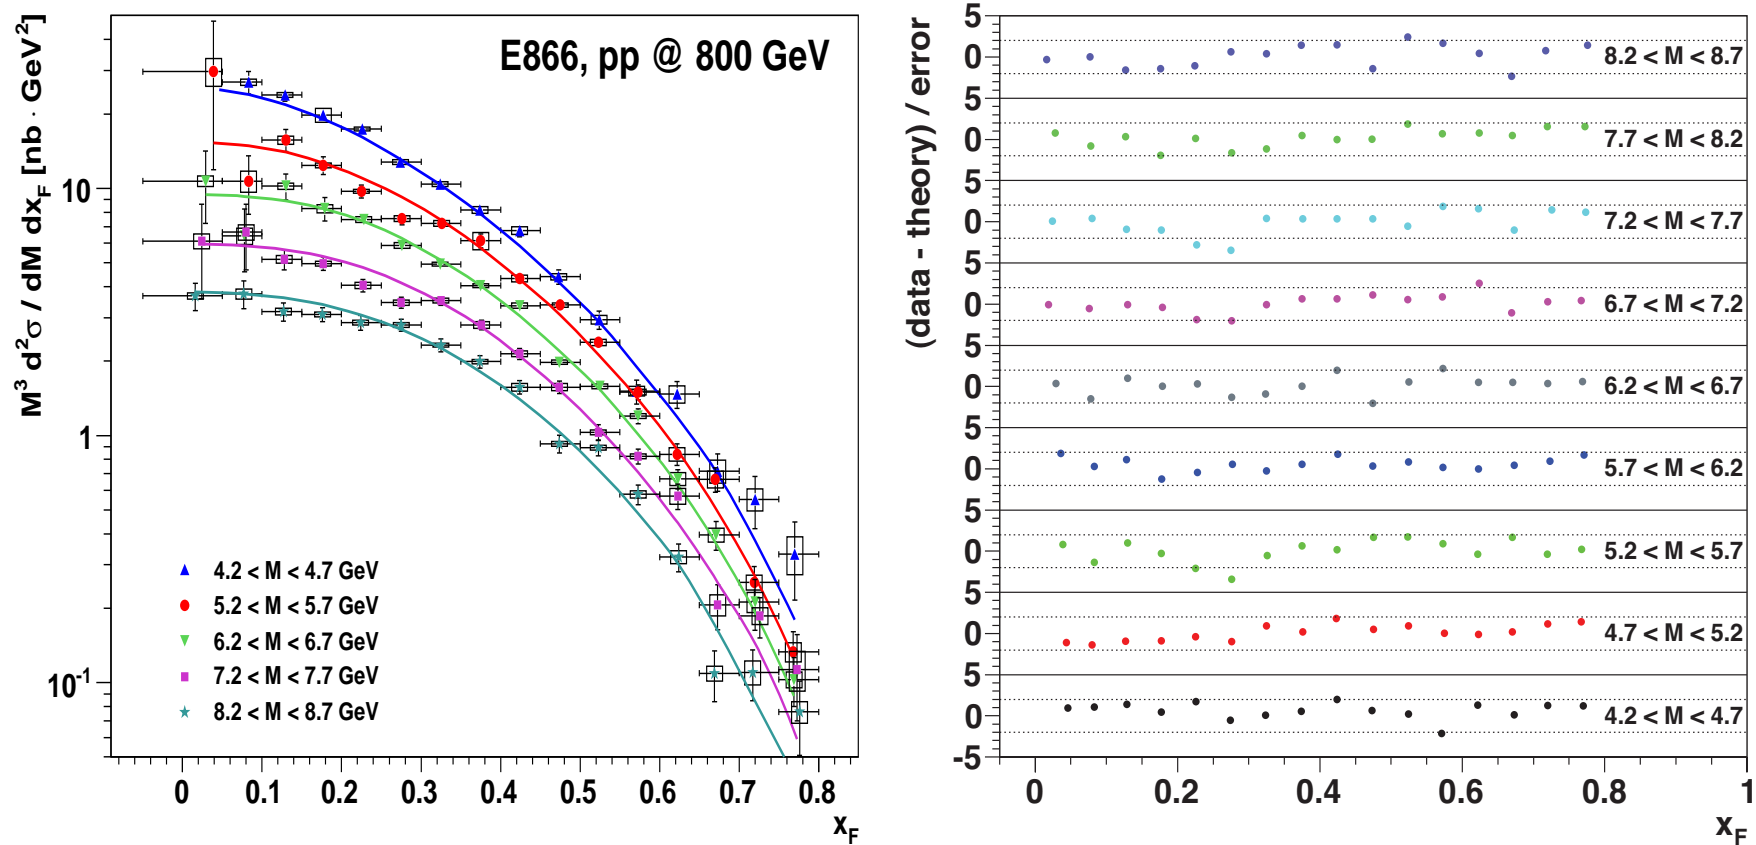 E866, pp @ 800 GeV
M³ d²σ / dM dx_F [nb · GeV²]
10
1
10⁻¹
4.2 < M < 4.7 GeV
5.2 < M < 5.7 GeV
6.2 < M < 6.7 GeV
7.2 < M < 7.7 GeV
8.2 < M < 8.7 GeV
0 0.1 0.2 0.3 0.4 0.5 0.6 0.7 0.8
x_F
(data - theory) / error
5
0 8.2 < M < 8.7
5
0 7.7 < M < 8.2
5
0 7.2 < M < 7.7
5
0 6.7 < M < 7.2
5
0 6.2 < M < 6.7
5
0 5.7 < M < 6.2
5
0 5.2 < M < 5.7
5
0 4.7 < M < 5.2
5
0 4.2 < M < 4.7
-5
0 0.2 0.4 0.6 0.8 1
x_F